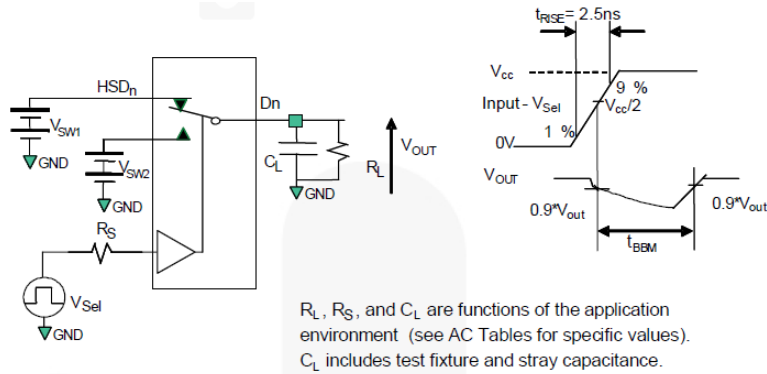 tRISE= 2.5ns
HSDn
Dn
VSW1
GND
VSW2
GND
CL
RL
VOUT
GND
RS
VSel
GND
Vcc
9 %
Input - VSel
Vcc/2
1 %
0V
VOUT
0.9*Vout
0.9*Vout
tBBM
RL, RS, and CL are functions of the application
environment (see AC Tables for specific values).
CL includes test fixture and stray capacitance.